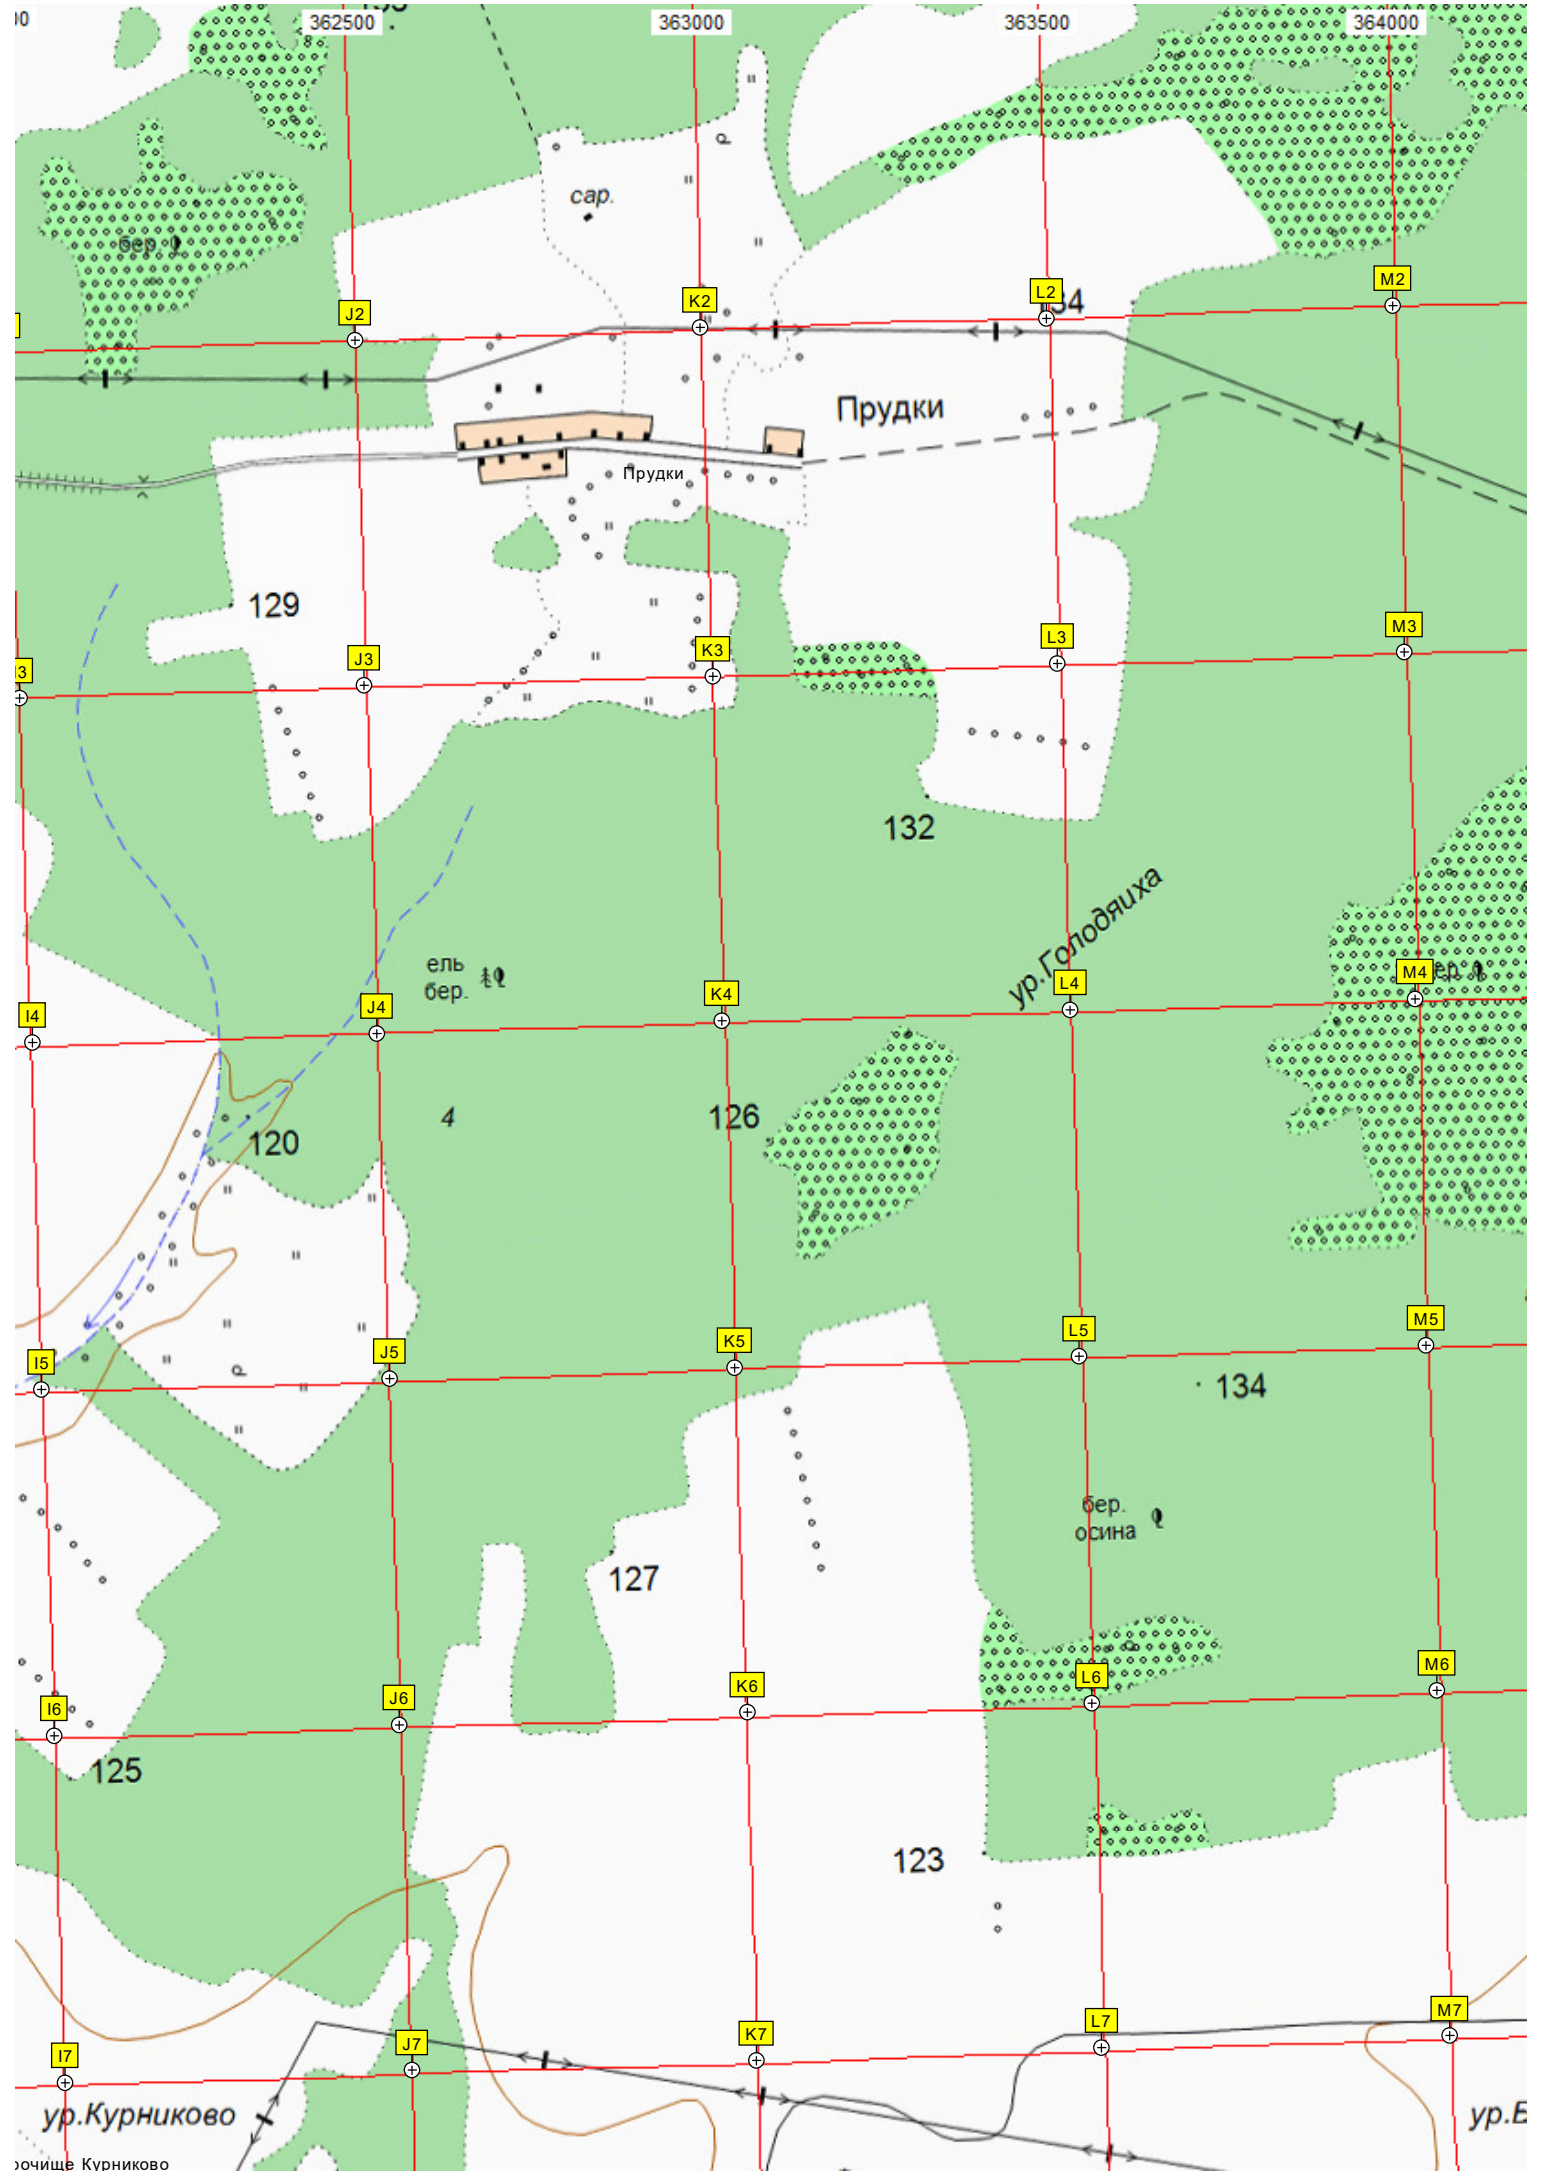 362500 363000 363500 364000
сар.
бер.
J2 K2 L2 M2
Прудки
Прудки
129
J3 K3 L3 M3
132
ур.Голодяиха
ель
бер.
I4 J4 K4 L4 M4
120 4 126
I5 J5 K5 L5 M5
134
бер.
осина
127
I6 J6 K6 L6 M6
125
123
I7 J7 K7 L7 M7
ур.Курниково
Курниково